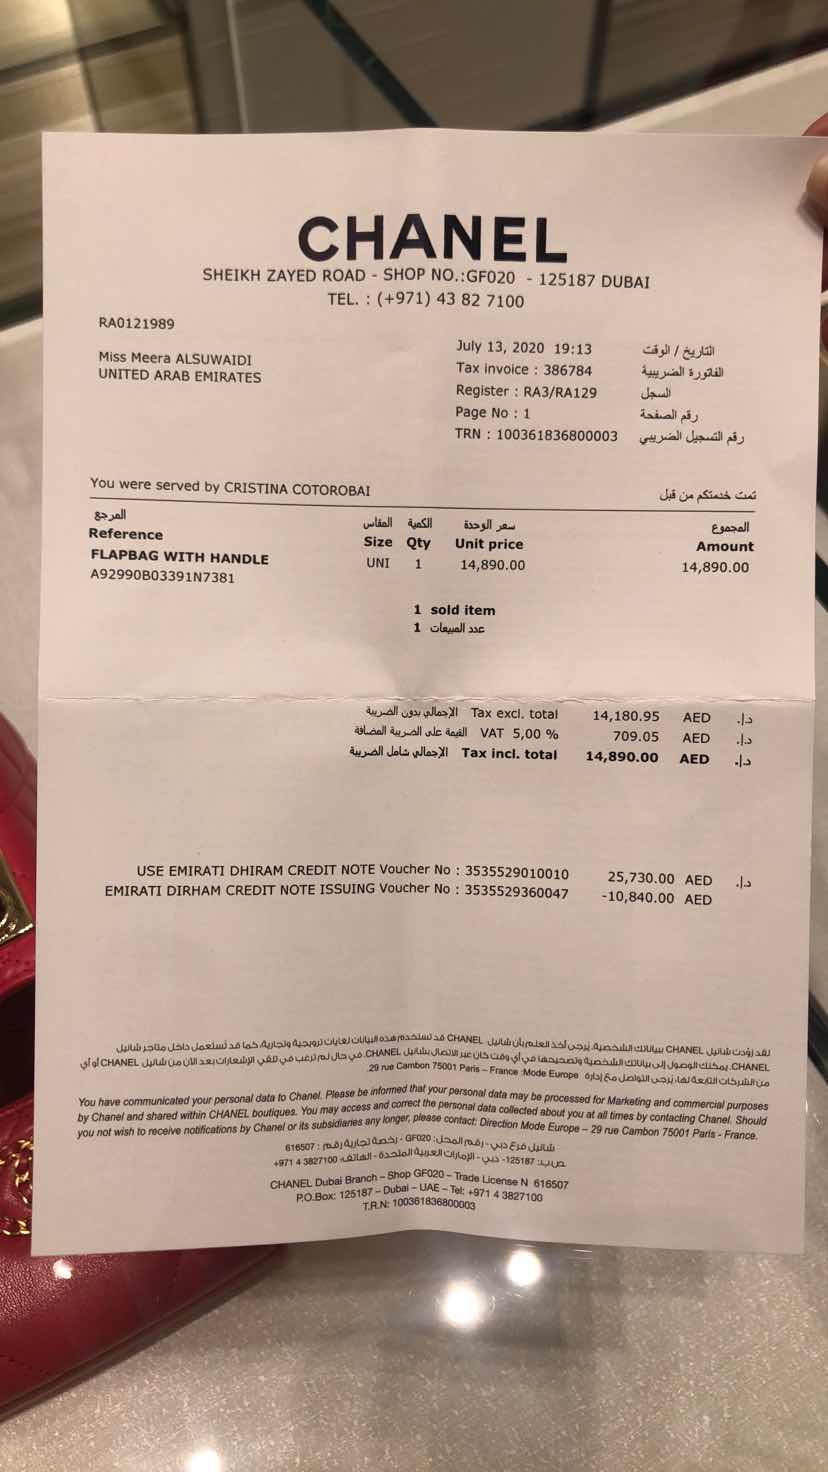 CHANEL
SHEIKH ZAYED ROAD - SHOP NO.:GF020 - 125187 DUBAI
TEL. : (+971) 43 82 7100
RA0121989
Miss Meera ALSUWAIDI
UNITED ARAB EMIRATES
July 13, 2020 19:13 التاريخ / الوقت
Tax invoice : 386784 الفاتورة الضريبية
Register : RA3/RA129 السجل
Page No : 1 رقم الصفحة
TRN : 100361836800003 رقم التسجيل الضريبي
You were served by CRISTINA COTOROBAI تمت خدمتكم من قبل
المرجع المقاس الكمية سعر الوحدة المجموع
Reference Size Qty Unit price Amount
FLAPBAG WITH HANDLE UNI 1 14,890.00 14,890.00
A92990B03391N7381
1 sold item
1 عدد المبيعات
الإجمالي بدون الضريبة Tax excl. total 14,180.95 AED د.إ.
القيمة على الضريبة المضافة VAT 5,00 % 709.05 AED د.إ.
الإجمالي شامل الضريبة Tax incl. total 14,890.00 AED د.إ.
USE EMIRATI DHIRAM CREDIT NOTE Voucher No : 3535529010010 25,730.00 AED د.إ.
EMIRATI DIRHAM CREDIT NOTE ISSUING Voucher No : 3535529360047 -10,840.00 AED
لقد زوّدت شانيل CHANEL ببياناتك الشخصية. يُرجى أخذ العلم بأن شانيل CHANEL قد تستخدم هذه البيانات لغايات ترويجية وتجارية، كما قد تُستعمل داخل متاجر شانيل
CHANEL. يمكنك الوصول إلى بياناتك الشخصية وتصحيحها في أي وقت كان عبر الاتصال بشانيل CHANEL. في حال لم ترغب في تلقي الإشعارات بعد الآن من شانيل CHANEL أو أي
من الشركات التابعة لها، يُرجى التواصل مع إدارة Mode Europe: 29 rue Cambon 75001 Paris – France.
You have communicated your personal data to Chanel. Please be informed that your personal data may be processed for Marketing and commercial purposes
by Chanel and shared within CHANEL boutiques. You may access and correct the personal data collected about you at all times by contacting Chanel. Should
you not wish to receive notifications by Chanel or its subsidiaries any longer, please contact: Direction Mode Europe – 29 rue Cambon 75001 Paris - France.
شانيل فرع دبي - رقم المحل: GF020 - رخصة تجارية رقم : 616507
ص.ب: 125187- دبي - الإمارات العربية المتحدة - الهاتف: 3827100 4 971+
CHANEL Dubai Branch – Shop GF020 – Trade License N 616507
P.O.Box: 125187 – Dubai – UAE – Tel: +971 4 3827100
T.R.N: 100361836800003